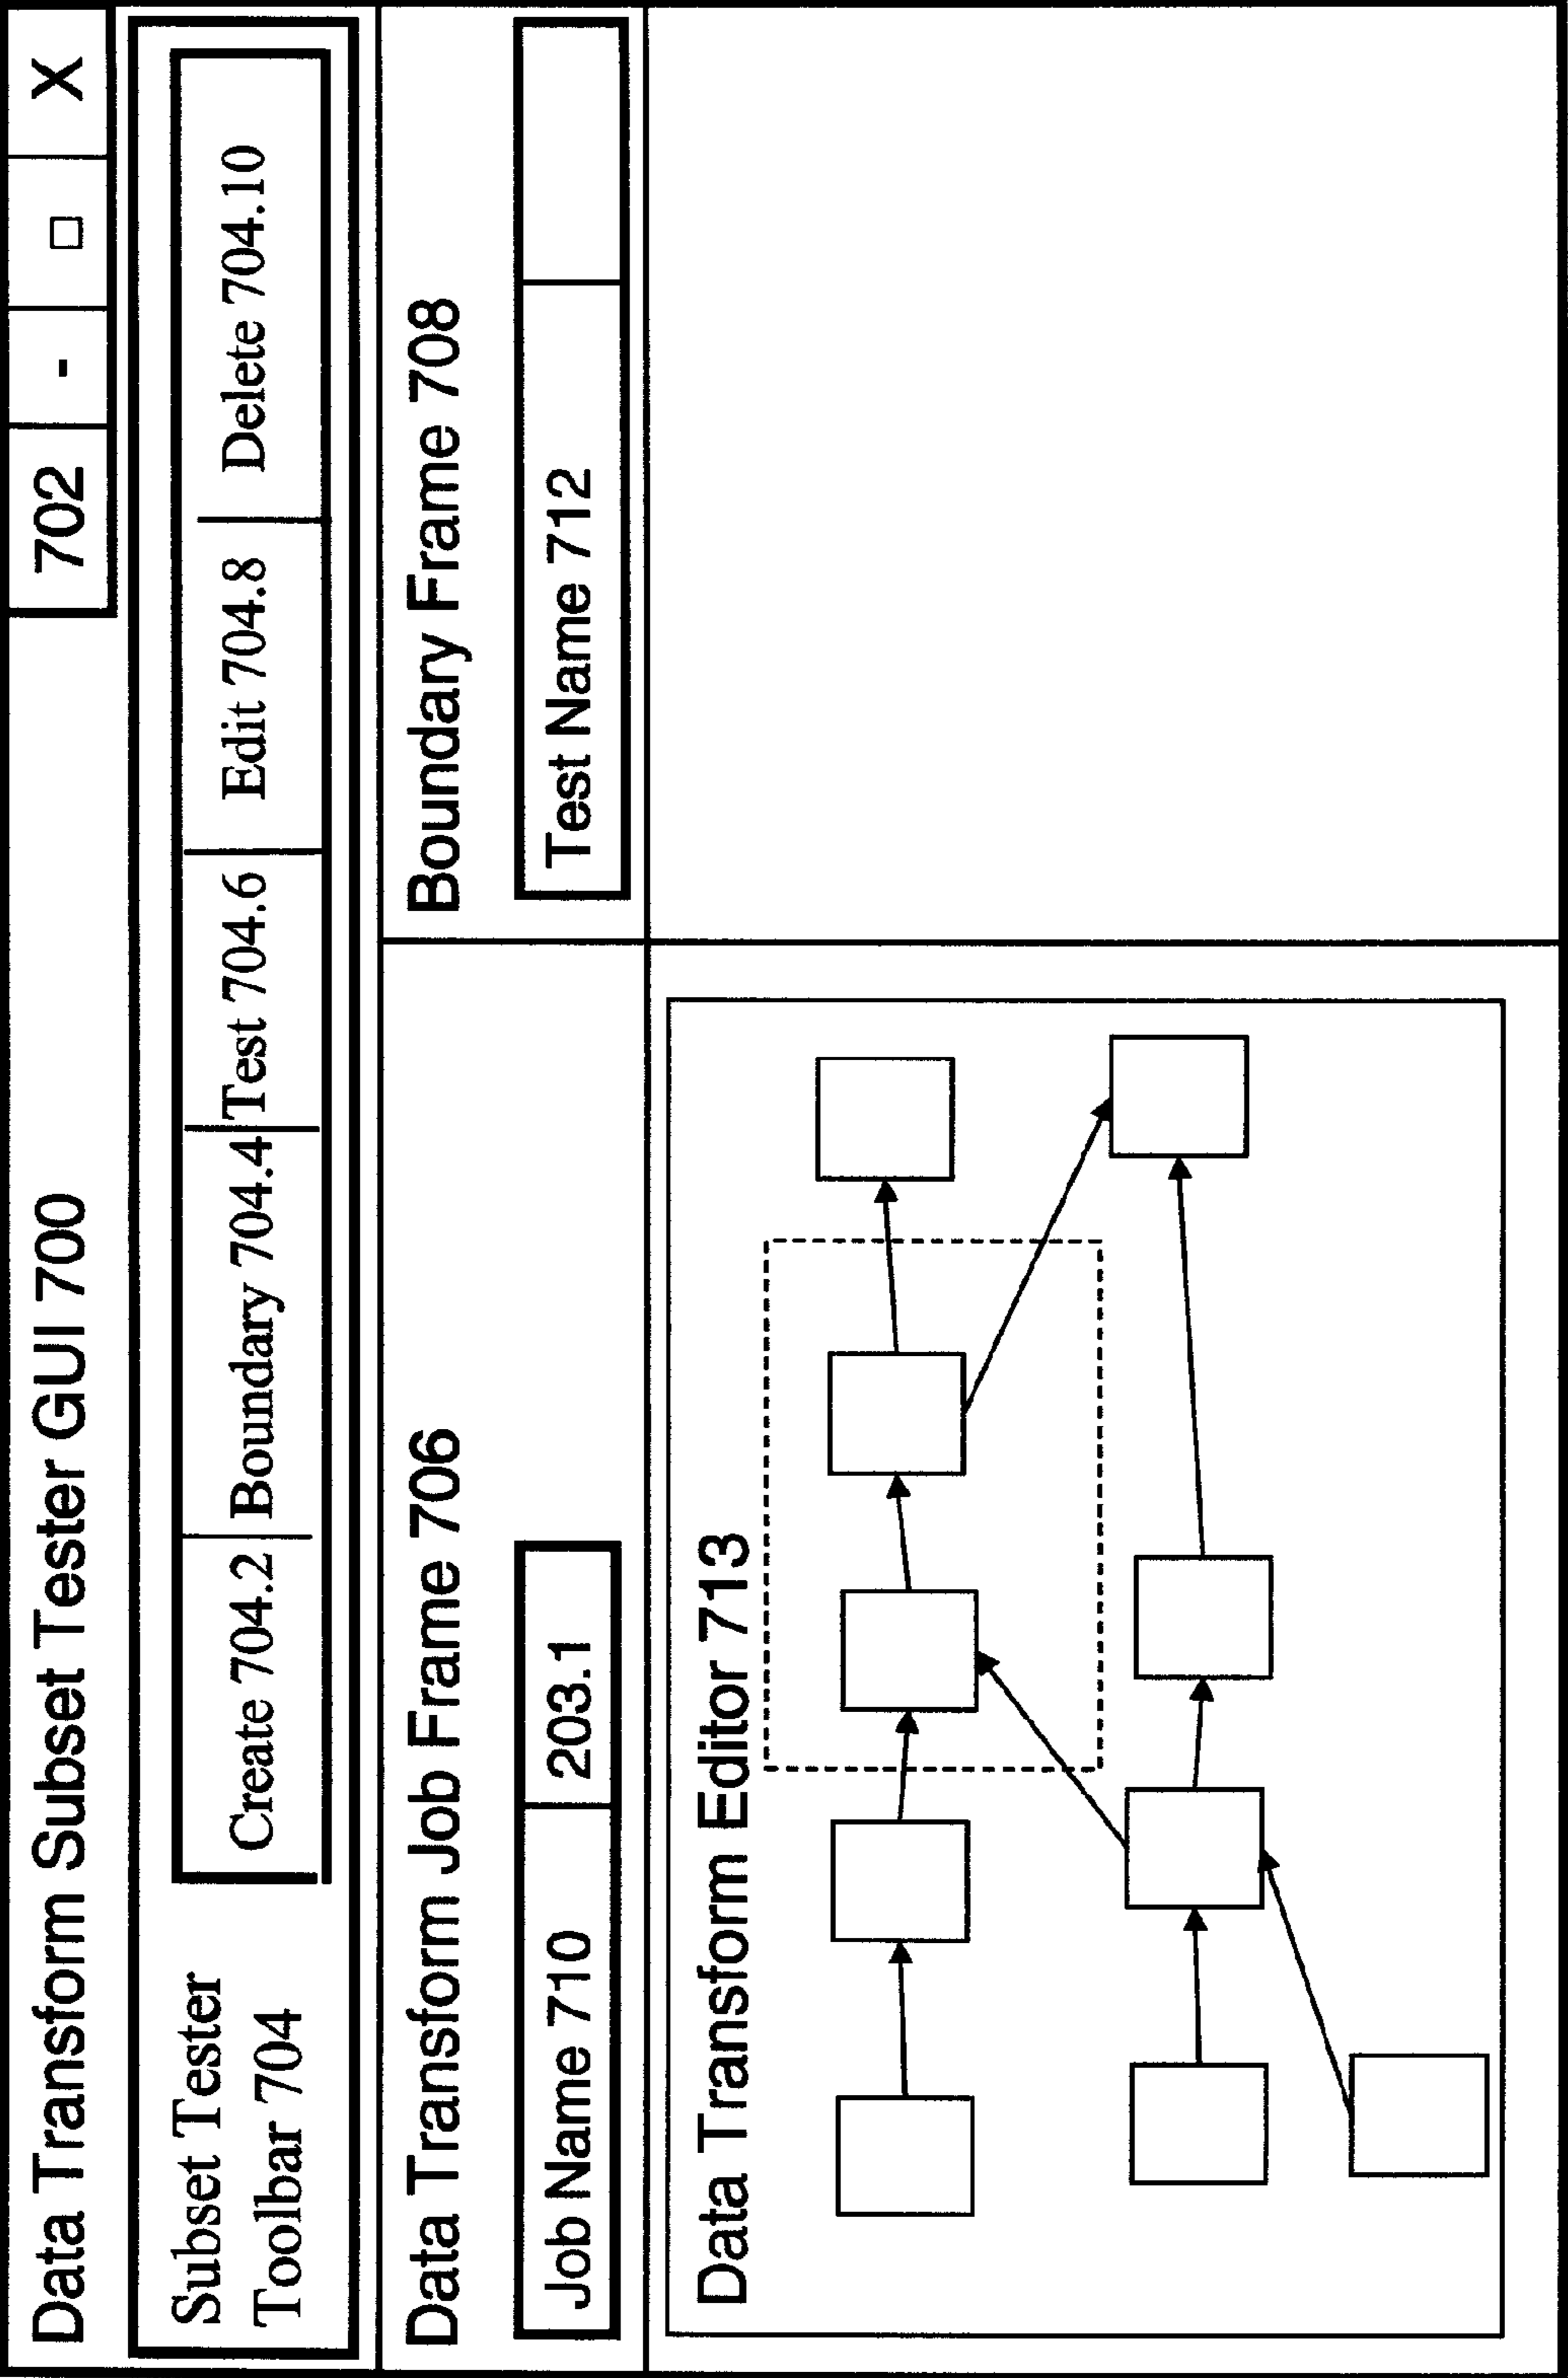 Data Transform Subset Tester GUI 700
702 - □ X
Subset Tester
Toolbar 704
Create 704.2 Boundary 704.4 Test 704.6 Edit 704.8 Delete 704.10
Data Transform Job Frame 706
Boundary Frame 708
Job Name 710 203.1
Test Name 712
Data Transform Editor 713